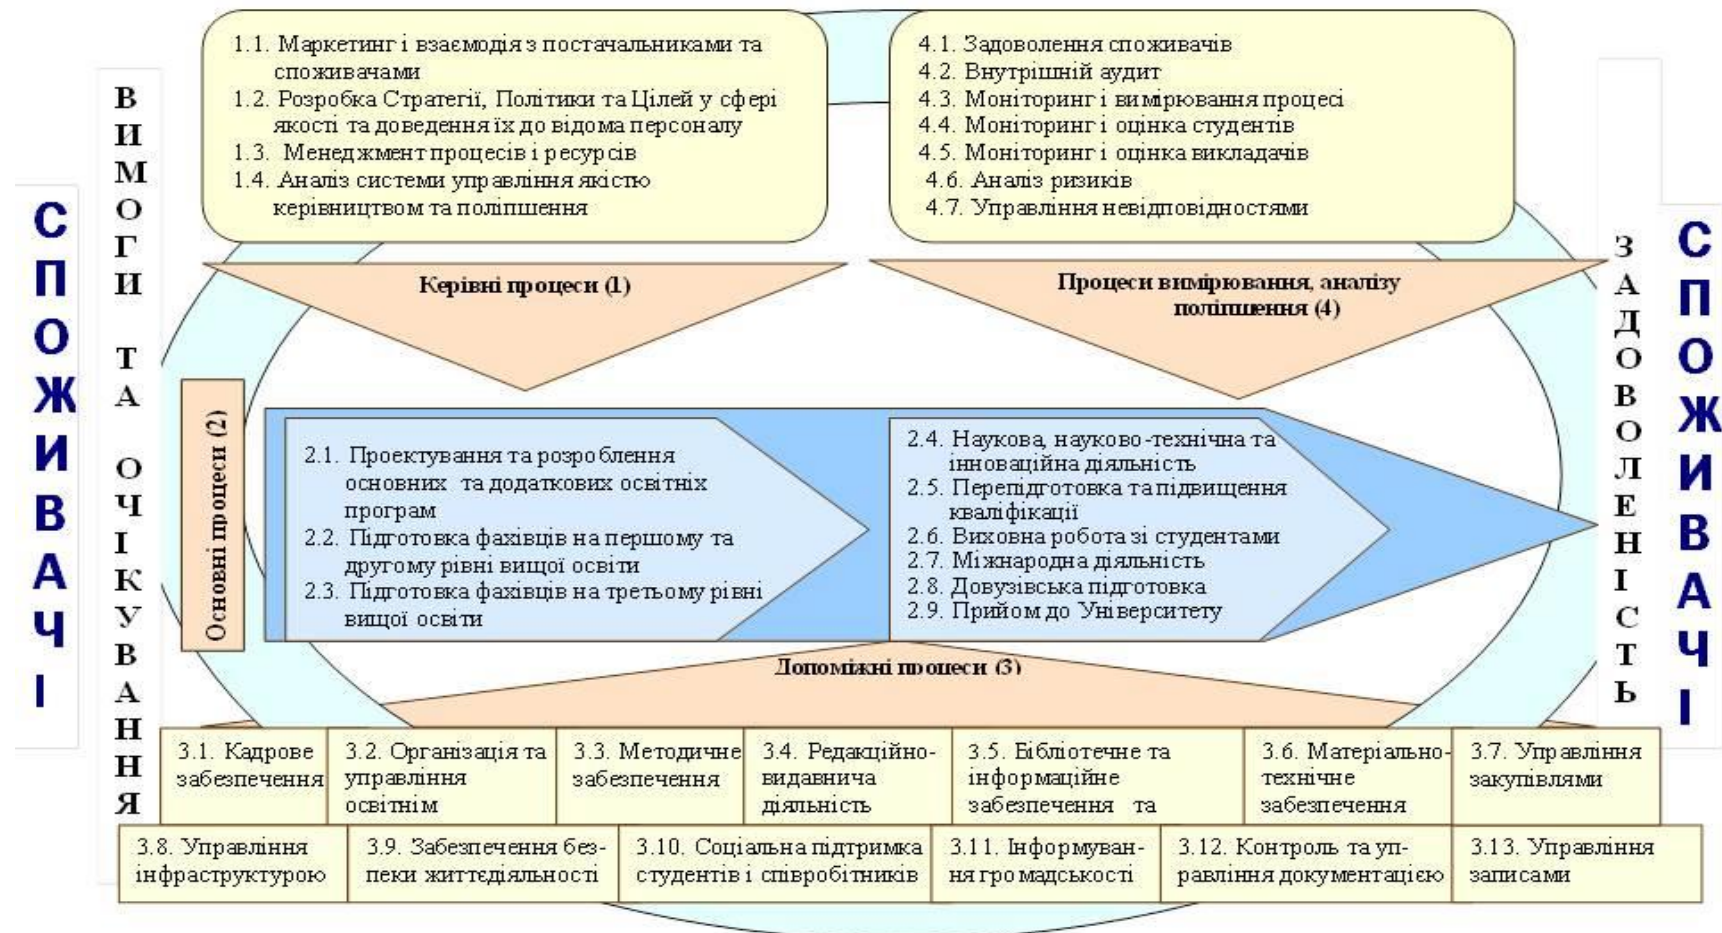 СПОЖИВАЧІ
ВИМОГИ ТА ОЧІКУВАННЯ
1.1. Маркетинг і взаємодія з постачальниками та
споживачами
1.2. Розробка Стратегії, Політики та Цілей у сфері
якості та доведення їх до відома персоналу
1.3. Менеджмент процесів і ресурсів
1.4. Аналіз системи управління якістю
керівництвом та поліпшення
4.1. Задоволення споживачів
4.2. Внутрішній аудит
4.3. Моніторинг і вимірювання процесі
4.4. Моніторинг і оцінка студентів
4.5. Моніторинг і оцінка викладачів
4.6. Аналіз ризиків
4.7. Управління невідповідностями
Керівні процеси (1)
Процеси вимірювання, аналізу
поліпшення (4)
Основні процеси (2)
2.1. Проектування та розроблення
основних та додаткових освітніх
програм
2.2. Підготовка фахівців на першому та
другому рівні вищої освіти
2.3. Підготовка фахівців на третьому рівні
вищої освіти
2.4. Наукова, науково-технічна та
інноваційна діяльність
2.5. Перепідготовка та підвищення
кваліфікації
2.6. Виховна робота зі студентами
2.7. Міжнародна діяльність
2.8. Довузівська підготовка
2.9. Прийом до Університету
Допоміжні процеси (3)
3.1. Кадрове
забезпечення
3.2. Організація та
управління
освітнім
3.3. Методичне
забезпечення
3.4. Редакційно-
видавнича
діяльність
3.5. Бібліотечне та
інформаційне
забезпечення та
3.6. Матеріально-
технічне
забезпечення
3.7. Управління
закупівлями
3.8. Управління
інфраструктурою
3.9. Забезпечення без-
пеки життєдіяльності
3.10. Соціальна підтримка
студентів і співробітників
3.11. Інформуван-
ня громадськості
3.12. Контроль та уп-
равління документацією
3.13. Управління
записами
ЗАДОВОЛЕНІСТЬ
СПОЖИВАЧІ